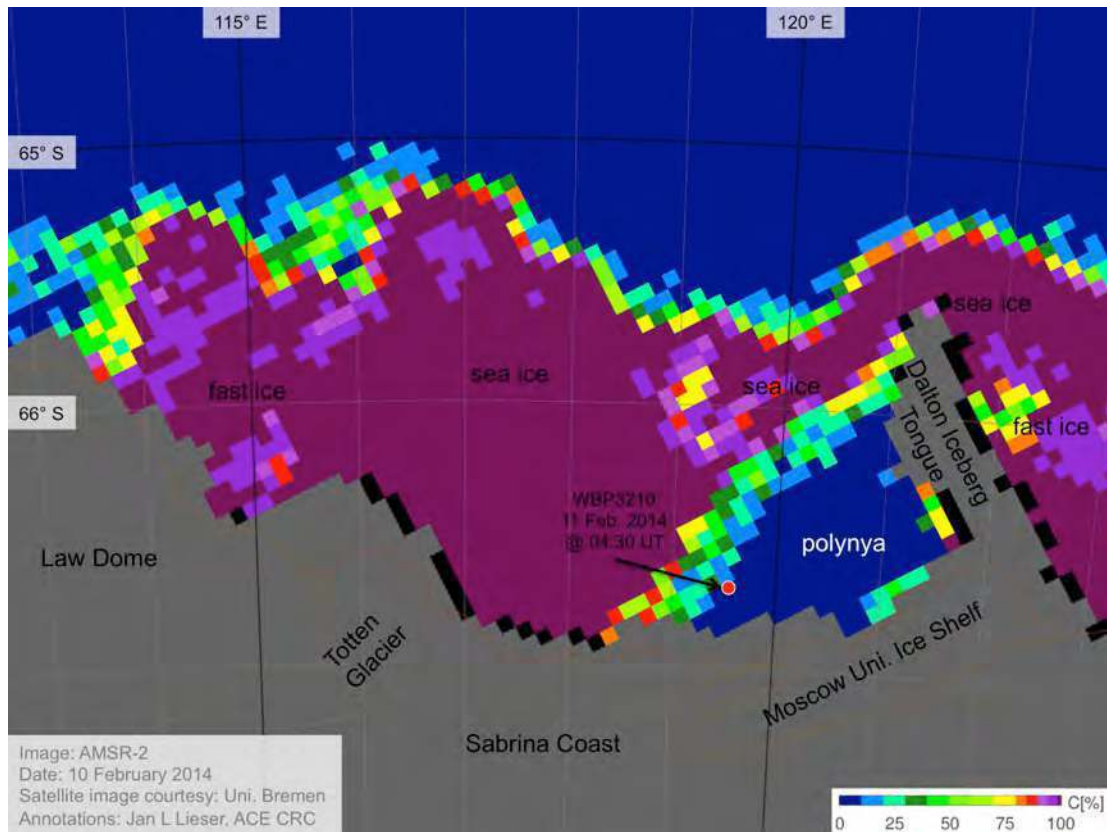 115° E
120° E
65° S
sea ice
fast ice
sea ice
sea ice
66° S
Dalton Iceberg
Tongue
fast ice
WBP3210
11 Feb. 2014
@ 04:30 UT
polynya
Law Dome
Totten
Glacier
Moscow Uni. Ice Shelf
Sabrina Coast
Image: AMSR-2
Date: 10 February 2014
Satellite image courtesy: Uni. Bremen
Annotations: Jan L Lieser, ACE CRC
C[%]
0 25 50 75 100